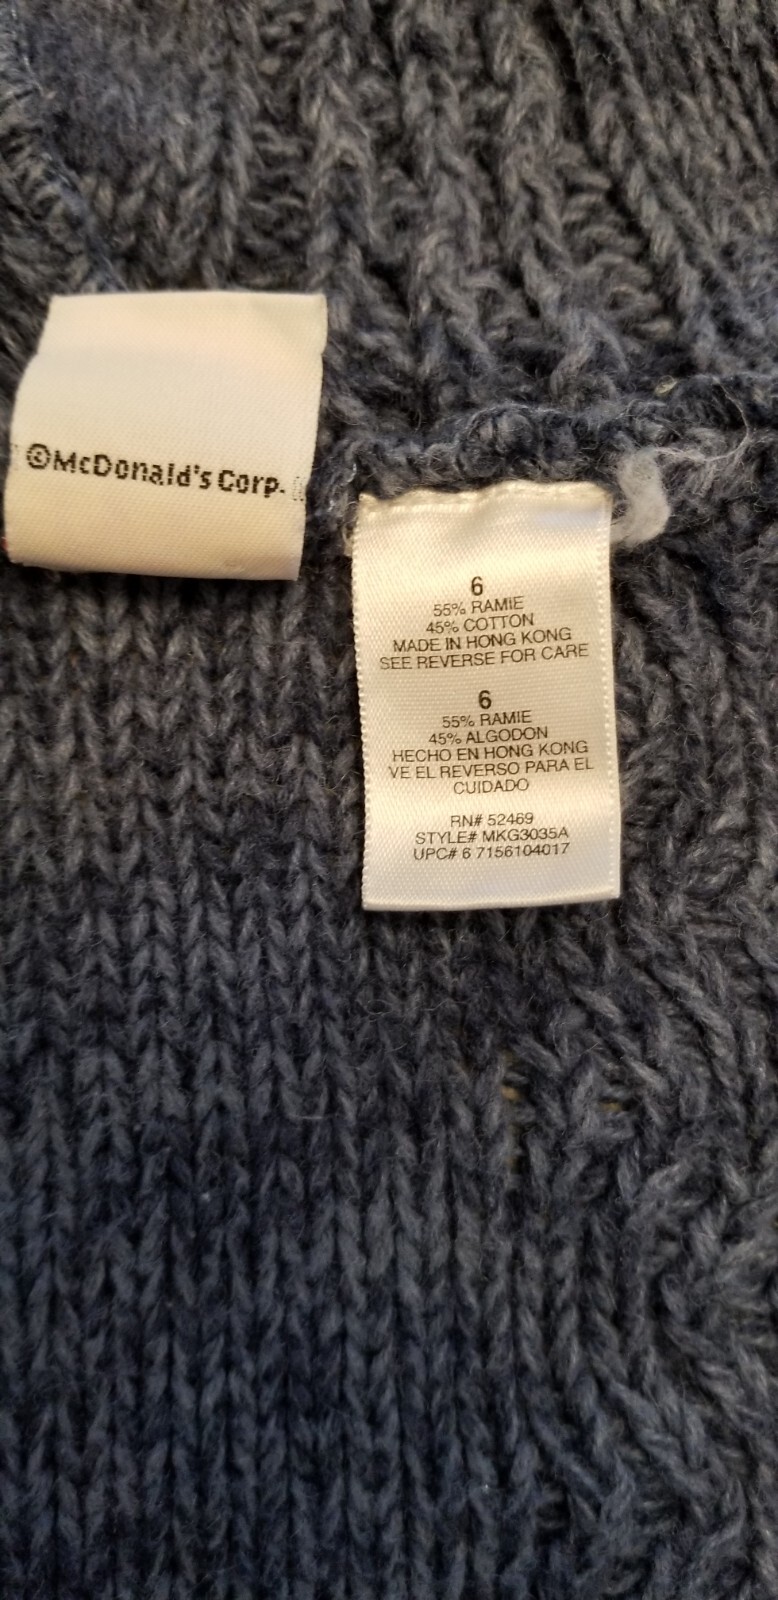 ©McDonald's Corp.
6
55% RAMIE
45% COTTON
MADE IN HONG KONG
SEE REVERSE FOR CARE
6
55% RAMIE
45% ALGODON
HECHO EN HONG KONG
VE EL REVERSO PARA EL
CUIDADO
RN# 52469
STYLE# MKG3035A
UPC# 6 7156104017